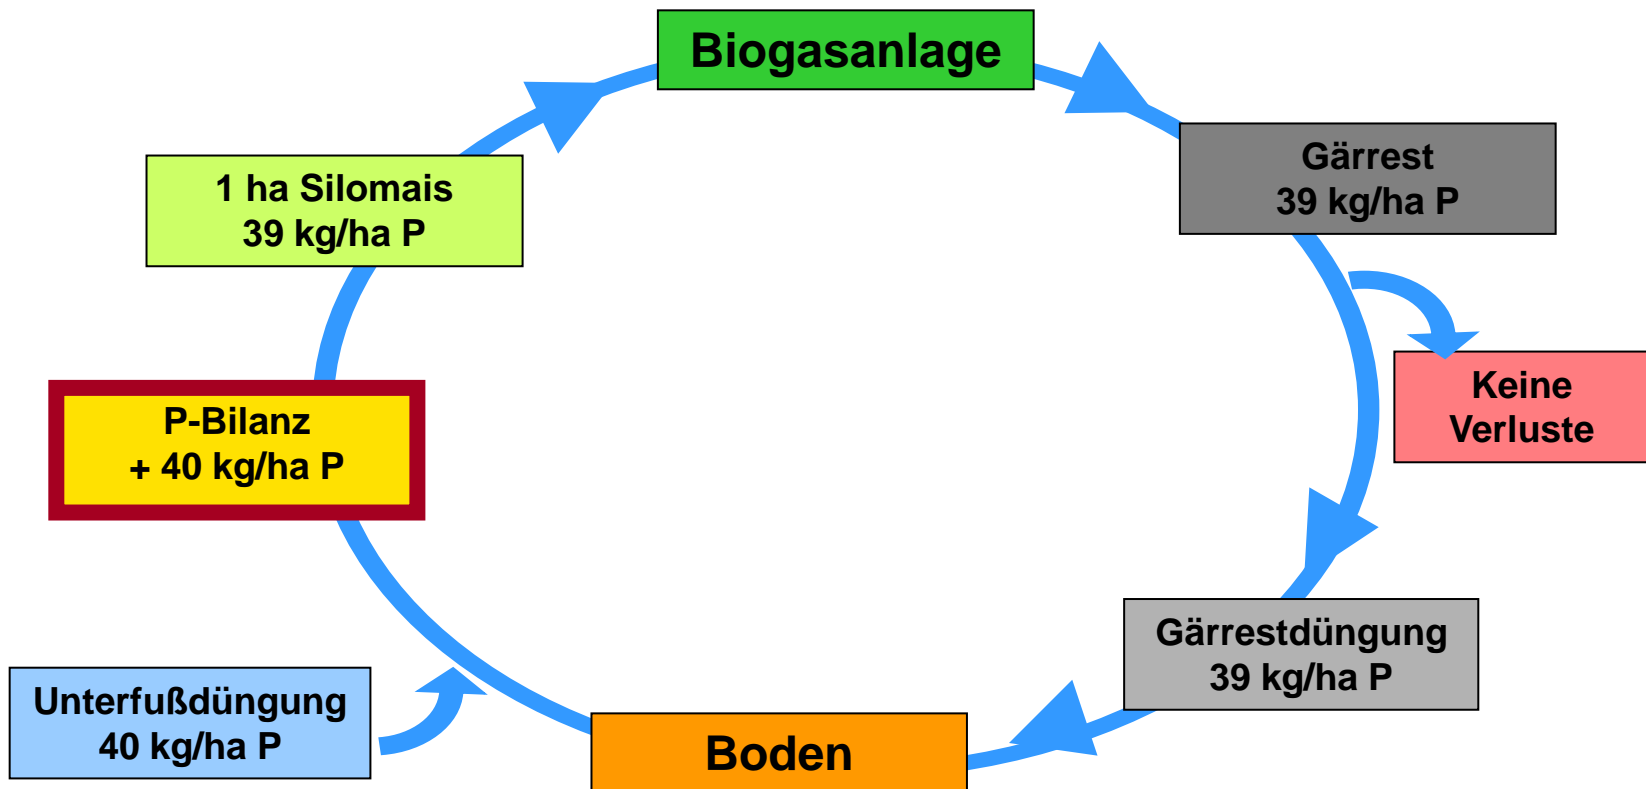 Biogasanlage
Gärrest
39 kg/ha P
Keine
Verluste
Gärrestdüngung
39 kg/ha P
Boden
Unterfußdüngung
40 kg/ha P
P-Bilanz
+ 40 kg/ha P
1 ha Silomais
39 kg/ha P